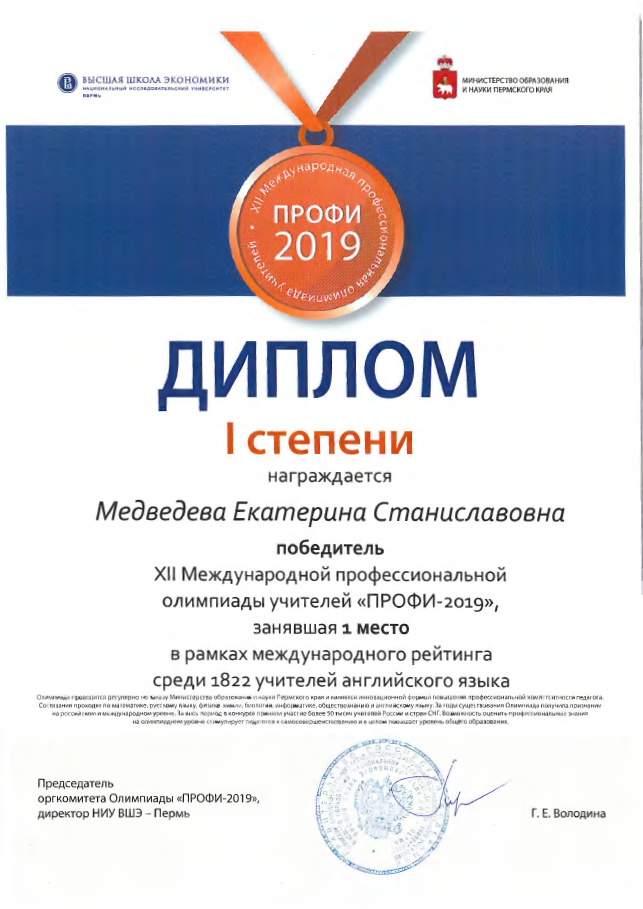 ВЫСШАЯ ШКОЛА ЭКОНОМИКИ
НАЦИОНАЛЬНЫЙ ИССЛЕДОВАТЕЛЬСКИЙ УНИВЕРСИТЕТ
ПЕРМЬ
МИНИСТЕРСТВО ОБРАЗОВАНИЯ
И НАУКИ ПЕРМСКОГО КРАЯ
XII Международная профессиональная олимпиада учителей •
ПРОФИ
2019
ДИПЛОМ
I степени
награждается
Медведева Екатерина Станиславовна
победитель
XII Международной профессиональной
олимпиады учителей «ПРОФИ-2019»,
занявшая 1 место
в рамках международного рейтинга
среди 1822 учителей английского языка
Олимпиада проводится регулярно по заказу Министерства образования и науки Пермского края и является инновационной формой повышения профессиональной компетентности педагога.
Состязания проходят по математике, русскому языку, физике, химии, биологии, информатике, обществознанию и английскому языку. За годы существования Олимпиада получила признание
на российском и международном уровне. За весь период в конкурсе приняли участие более 50 тысяч учителей России и стран СНГ. Возможность оценить профессиональные знания
на олимпиадном уровне стимулирует педагогов к самосовершенствованию и в целом повышает уровень общего образования.
Председатель
оргкомитета Олимпиады «ПРОФИ-2019»,
директор НИУ ВШЭ – Пермь
Г. Е. Володина